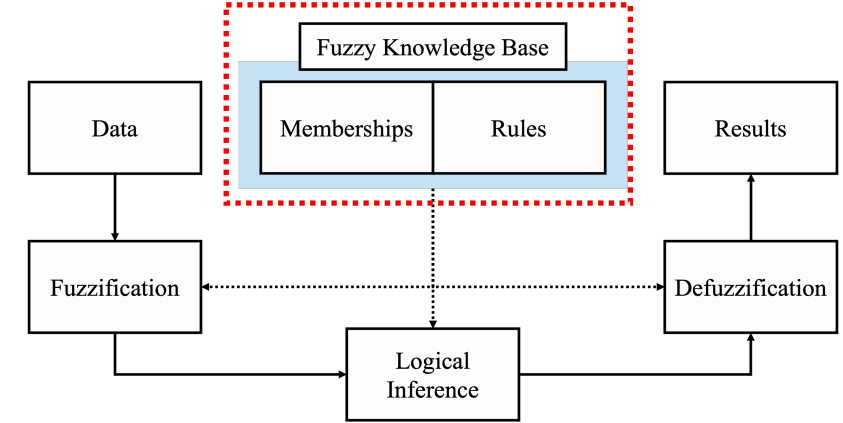 Fuzzy Knowledge Base
Data
Memberships
Rules
Results
Fuzzification
Defuzzification
Logical
Inference